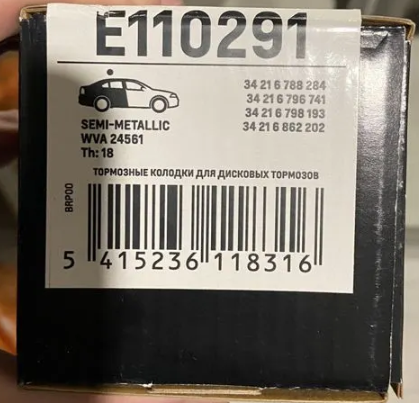 E110291
34 21 6 788 284
34 21 6 796 741
34 21 6 798 193
34 21 6 862 202
SEMI-METALLIC
WVA 24561
Th: 18
ТОРМОЗНЫЕ КОЛОДКИ ДЛЯ ДИСКОВЫХ ТОРМОЗОВ
BRP00
5 415236 118316